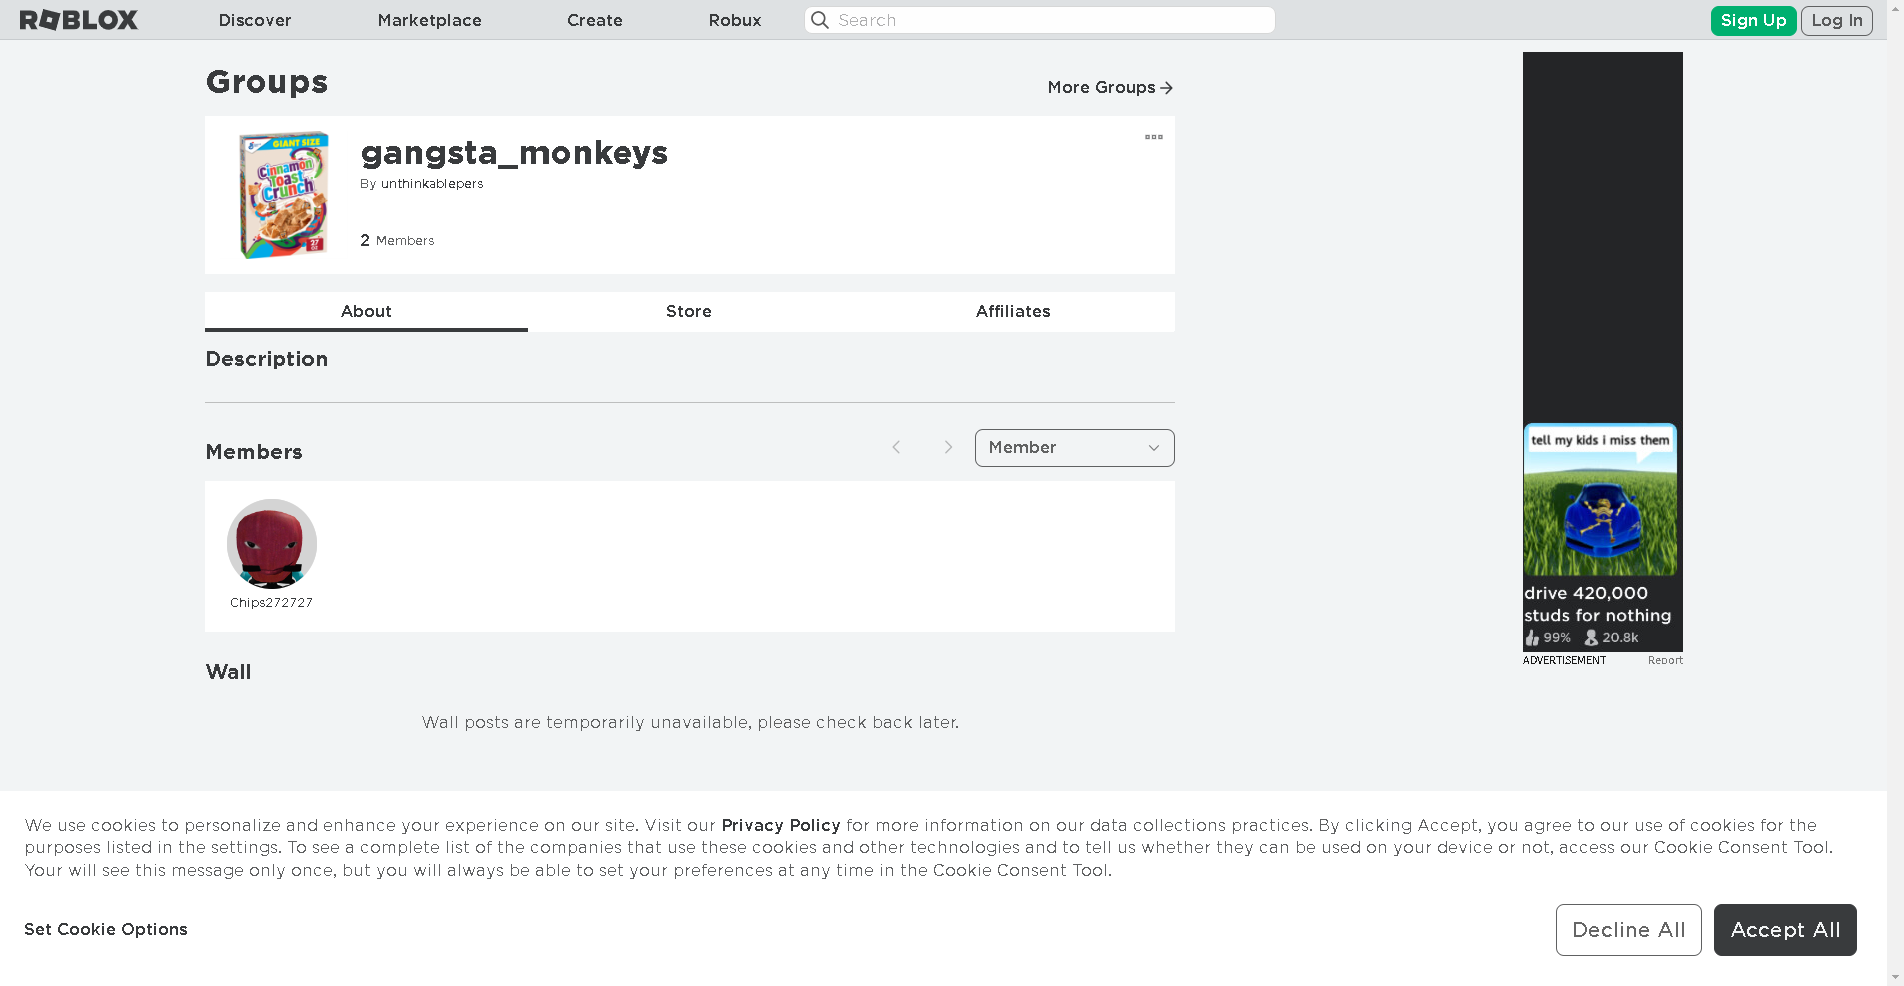 ROBLOX
Discover
Marketplace
Create
Robux
Search
Sign Up
Log In
Groups
More Groups
GIANT SIZE
Cinnamon
Toast
Crunch
27
OZ
gangsta_monkeys
By unthinkablepers
2 Members
About
Store
Affiliates
Description
Members
Member
Chips272727
Wall
Wall posts are temporarily unavailable, please check back later.
tell my kids i miss them
drive 420,000
studs for nothing
99% 20.8k
ADVERTISEMENT
Report
We use cookies to personalize and enhance your experience on our site. Visit our Privacy Policy for more information on our data collections practices. By clicking Accept, you agree to our use of cookies for the
purposes listed in the settings. To see a complete list of the companies that use these cookies and other technologies and to tell us whether they can be used on your device or not, access our Cookie Consent Tool.
Your will see this message only once, but you will always be able to set your preferences at any time in the Cookie Consent Tool.
Set Cookie Options
Decline All
Accept All